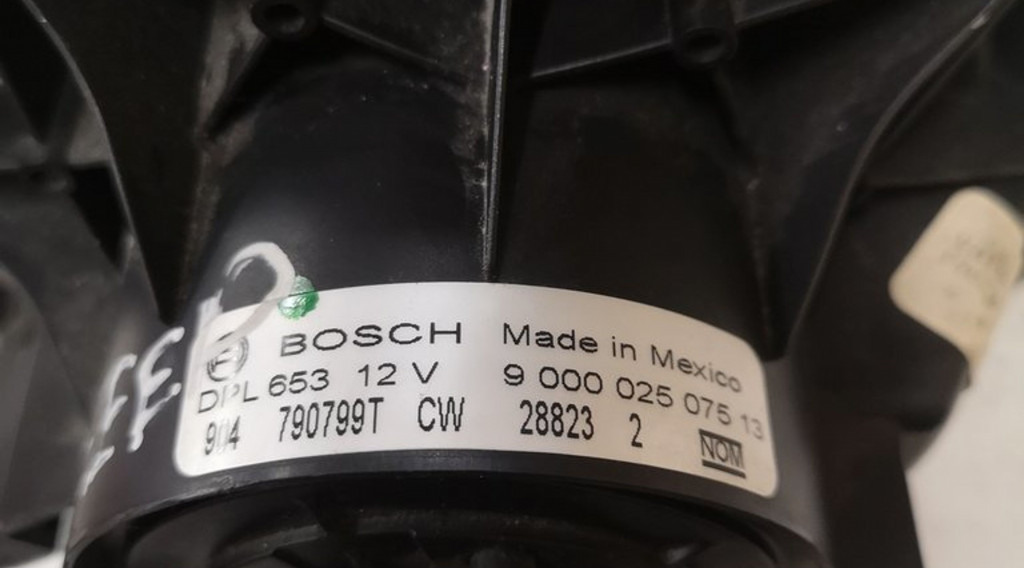 BOSCH Made in Mexico
DPL 653 12 V 9 000 025 075 13
904 790799T CW 28823 2 NOM